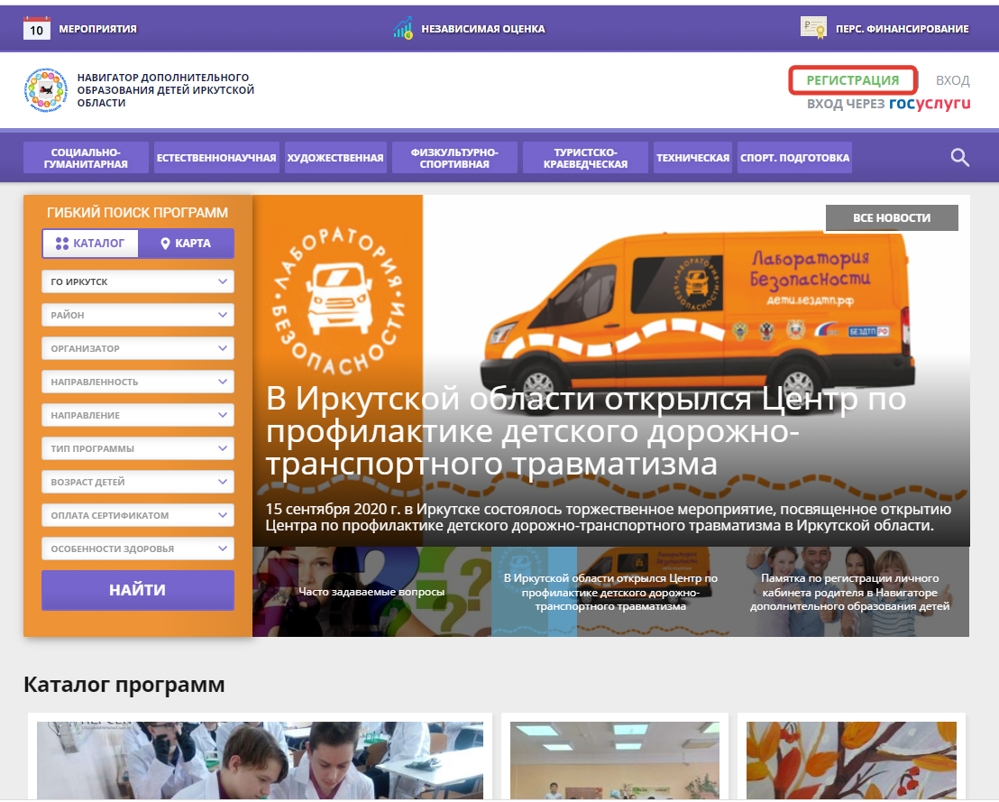 10 МЕРОПРИЯТИЯ
НЕЗАВИСИМАЯ ОЦЕНКА
ПЕРС. ФИНАНСИРОВАНИЕ
НАВИГАТОР ДОПОЛНИТЕЛЬНОГО
ОБРАЗОВАНИЯ ДЕТЕЙ ИРКУТСКОЙ
ОБЛАСТИ
РЕГИСТРАЦИЯ
ВХОД
ВХОД ЧЕРЕЗ госуслуги
СОЦИАЛЬНО-
ГУМАНИТАРНАЯ
ЕСТЕСТВЕННОНАУЧНАЯ
ХУДОЖЕСТВЕННАЯ
ФИЗКУЛЬТУРНО-
СПОРТИВНАЯ
ТУРИСТСКО-
КРАЕВЕДЧЕСКАЯ
ТЕХНИЧЕСКАЯ
СПОРТ. ПОДГОТОВКА
ГИБКИЙ ПОИСК ПРОГРАММ
КАТАЛОГ
КАРТА
ГО ИРКУТСК
РАЙОН
ОРГАНИЗАТОР
НАПРАВЛЕННОСТЬ
НАПРАВЛЕНИЕ
ТИП ПРОГРАММЫ
ВОЗРАСТ ДЕТЕЙ
ОПЛАТА СЕРТИФИКАТОМ
ОСОБЕННОСТИ ЗДОРОВЬЯ
НАЙТИ
ВСЕ НОВОСТИ
ЛАБОРАТОРИЯ
БЕЗОПАСНОСТИ
Лаборатория
Безопасности
дети.бездтп.рф
БЕЗДТП РФ
В Иркутской области открылся Центр по
профилактике детского дорожно-
транспортного травматизма
15 сентября 2020 г. в Иркутске состоялось торжественное мероприятие, посвященное открытию
Центра по профилактике детского дорожно-транспортного травматизма в Иркутской области.
Часто задаваемые вопросы
В Иркутской области открылся Центр по
профилактике детского дорожно-
транспортного травматизма
Памятка по регистрации личного
кабинета родителя в Навигаторе
дополнительного образования детей
Каталог программ